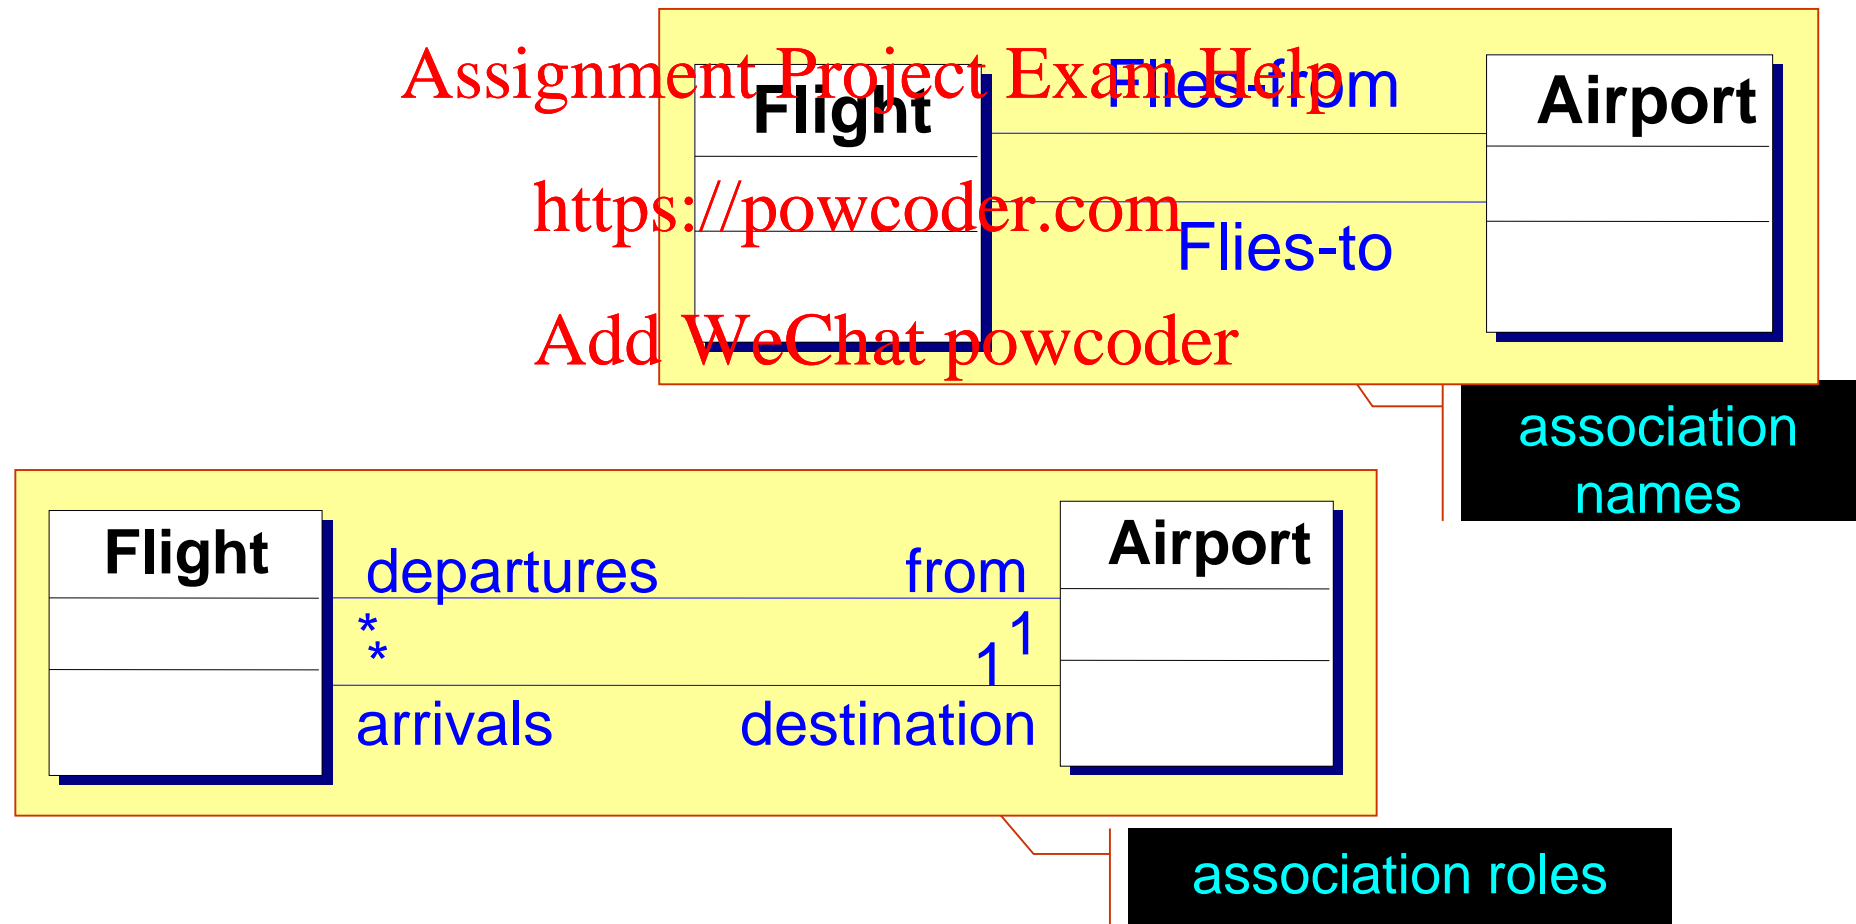 Assignment Project Exam Help
Flight
Flies-from
Airport
https://powcoder.com
Flies-to
Add WeChat powcoder
association
names
Flight
departures
from
Airport
*
1
*
1
arrivals
destination
association roles